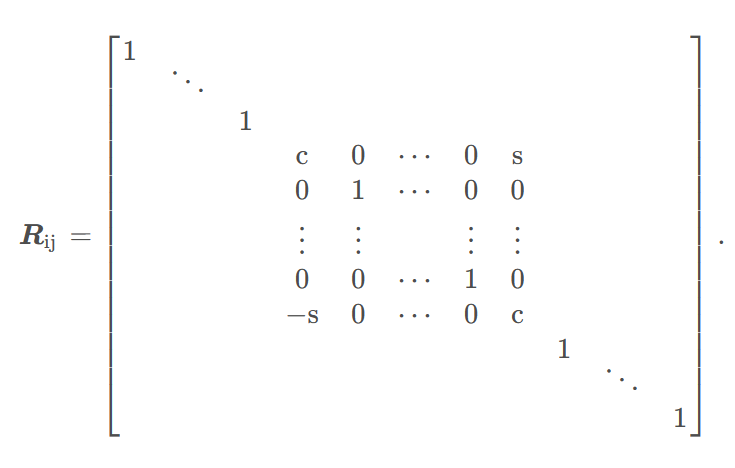 1
⋱
1
c 0 ⋯ 0 s
0 1 ⋯ 0 0
R_ij = ⋮ ⋮ ⋮ ⋮ .
0 0 ⋯ 1 0
−s 0 ⋯ 0 c
1
⋱
1